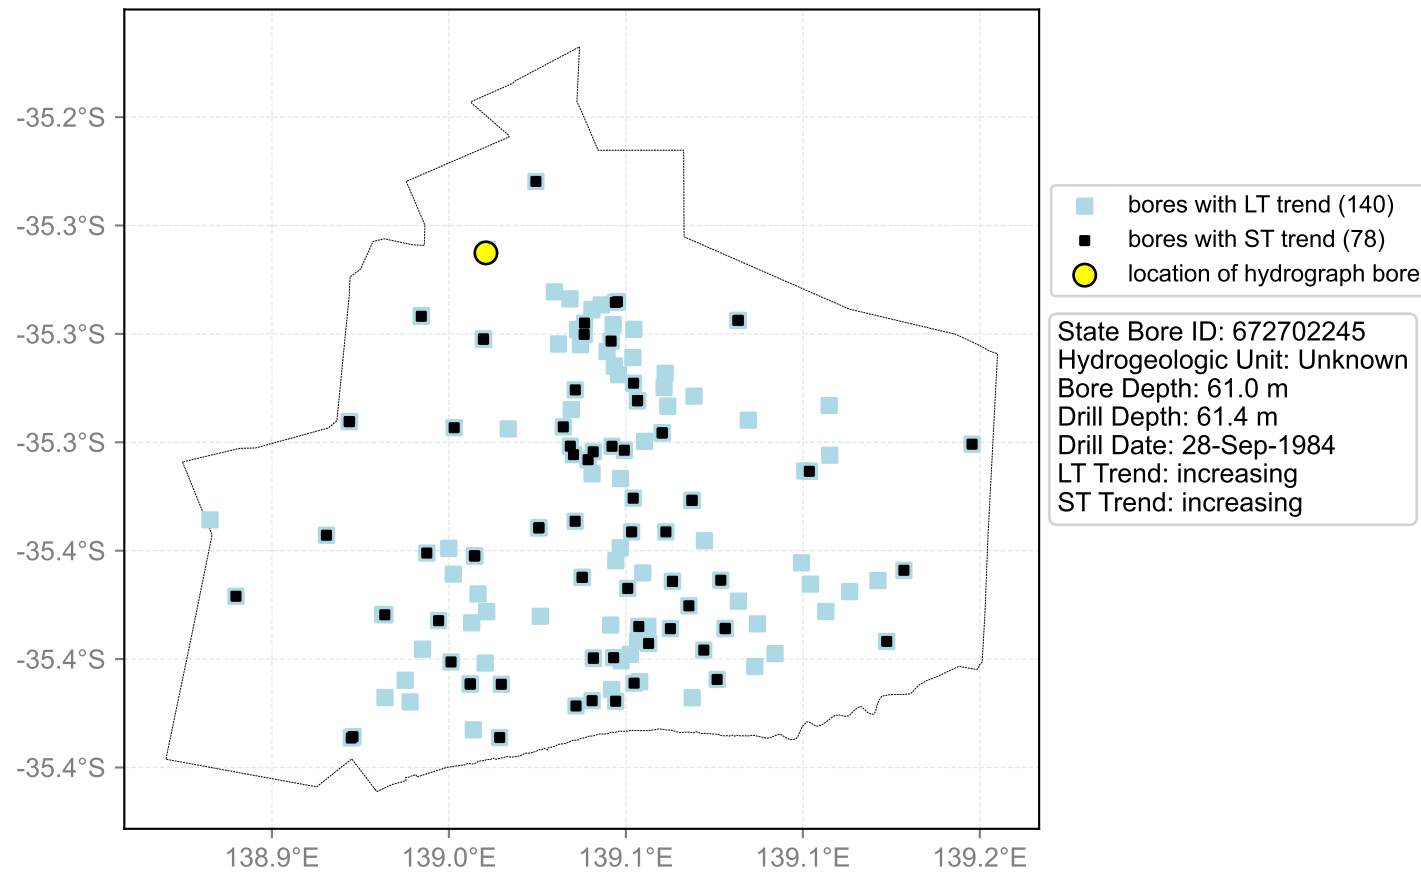 -35.2°S
-35.3°S
-35.3°S
-35.3°S
-35.4°S
-35.4°S
-35.4°S
138.9°E
139.0°E
139.1°E
139.1°E
139.2°E
bores with LT trend (140)
bores with ST trend (78)
location of hydrograph bore
State Bore ID: 672702245
Hydrogeologic Unit: Unknown
Bore Depth: 61.0 m
Drill Depth: 61.4 m
Drill Date: 28-Sep-1984
LT Trend: increasing
ST Trend: increasing